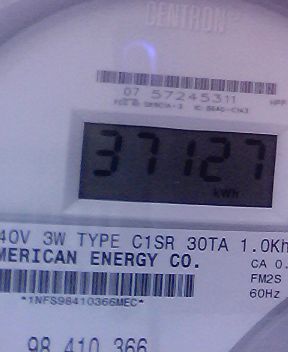 CENTRON
07 57245311
37127
kWh
40V 3W TYPE C1SR 30TA 1.0Kh
MERICAN ENERGY CO.
CA 0.
FM2S
60Hz
*1NFS98410366MEC*
98 410 366